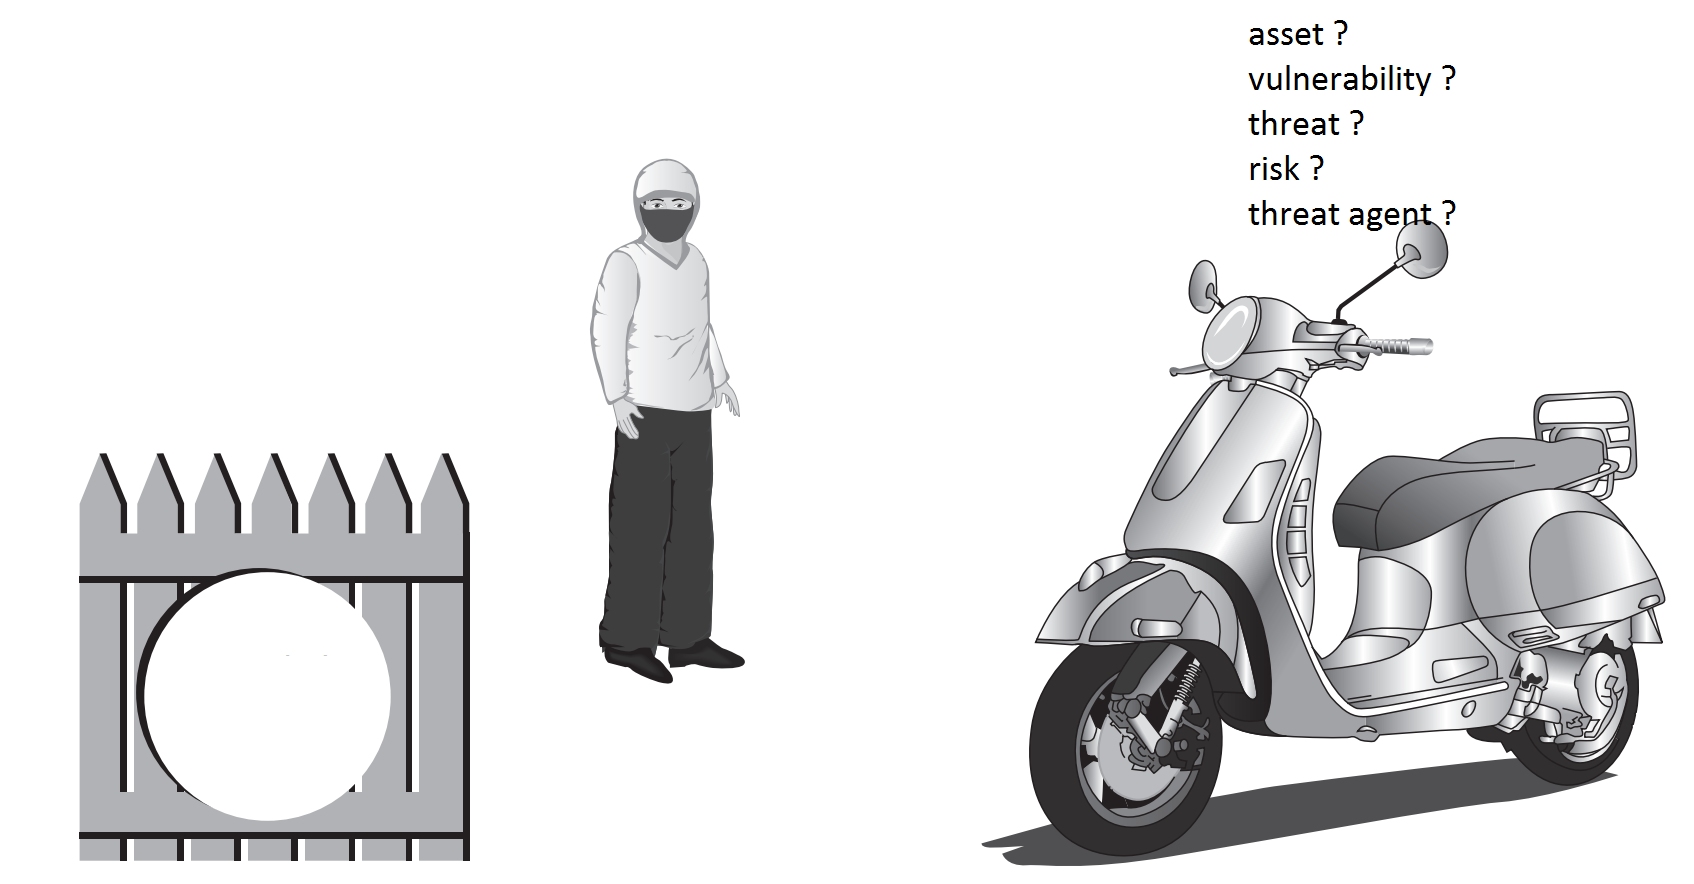 asset ?
vulnerability ?
threat ?
risk ?
threat agent ?